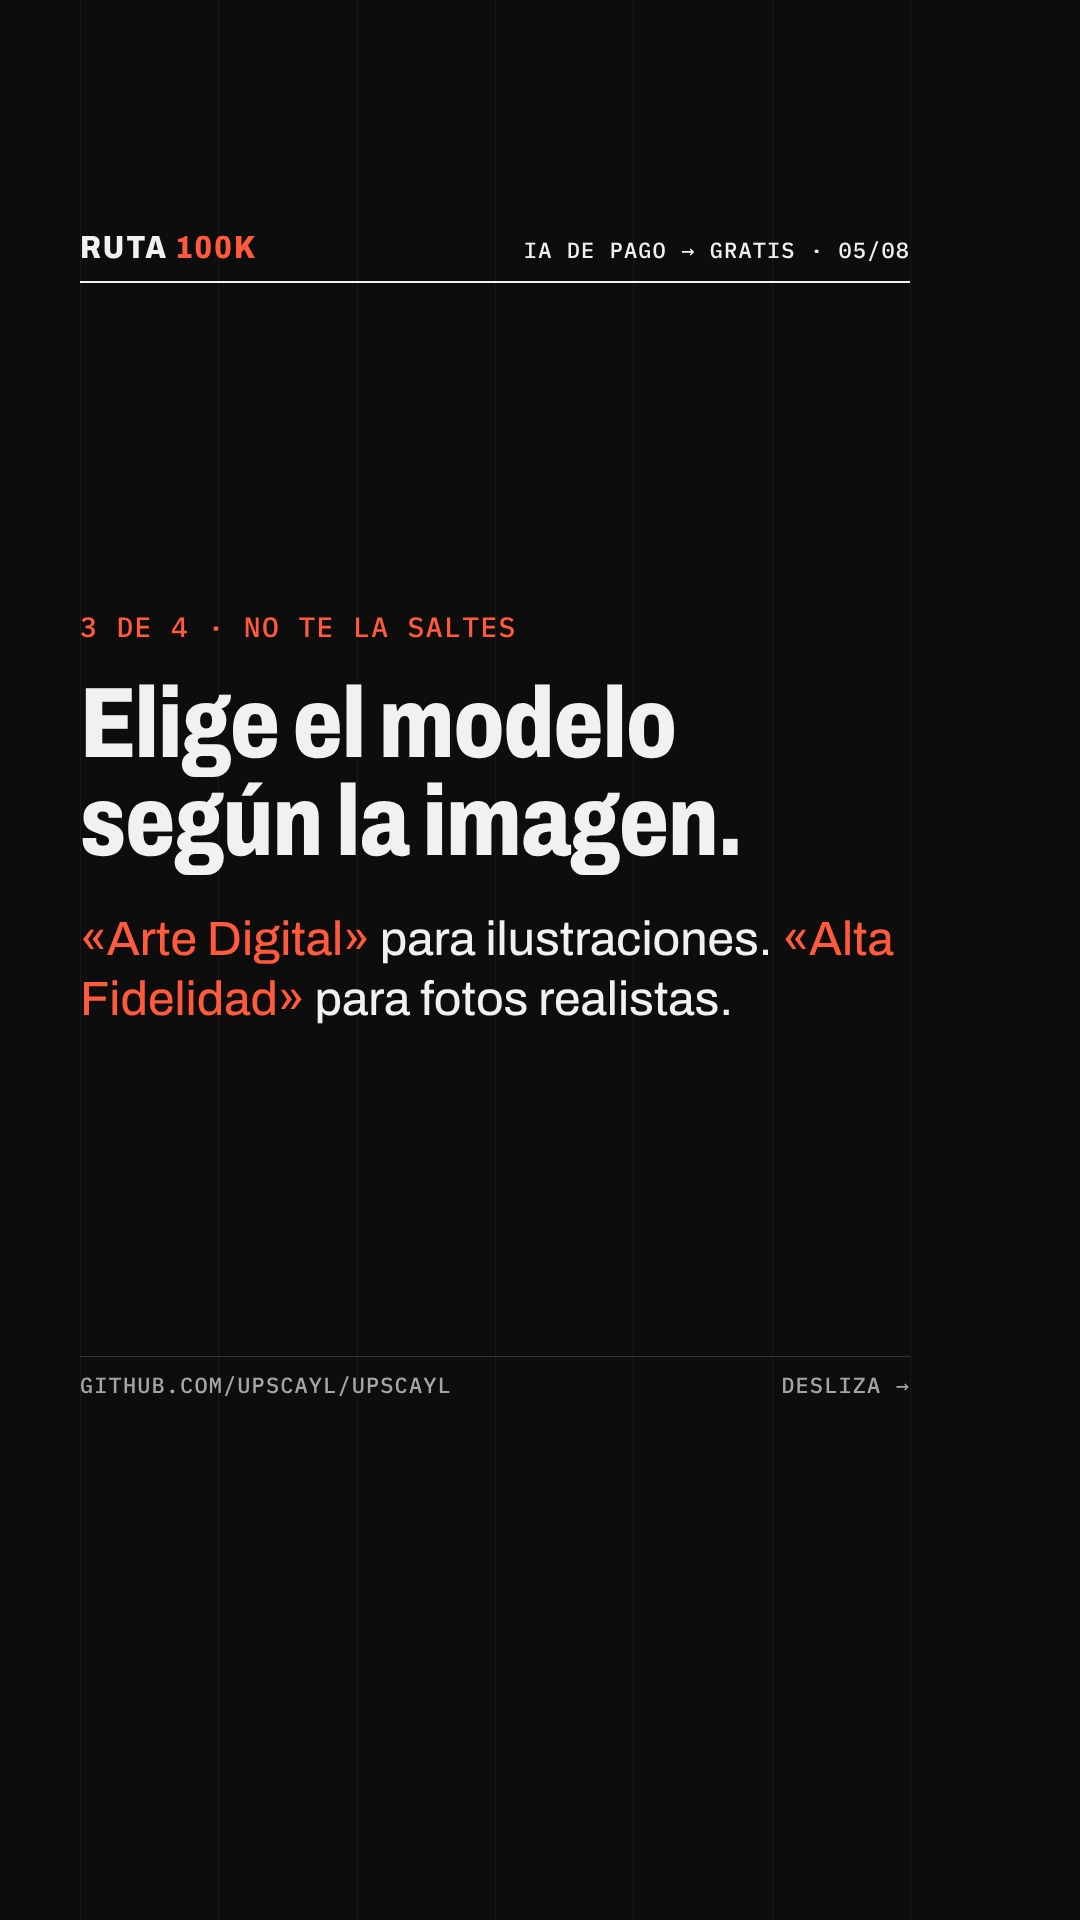 RUTA 100K
IA DE PAGO → GRATIS · 05/08
3 DE 4 · NO TE LA SALTES
Elige el modelo
según la imagen.
«Arte Digital» para ilustraciones. «Alta
Fidelidad» para fotos realistas.
GITHUB.COM/UPSCAYL/UPSCAYL
DESLIZA →